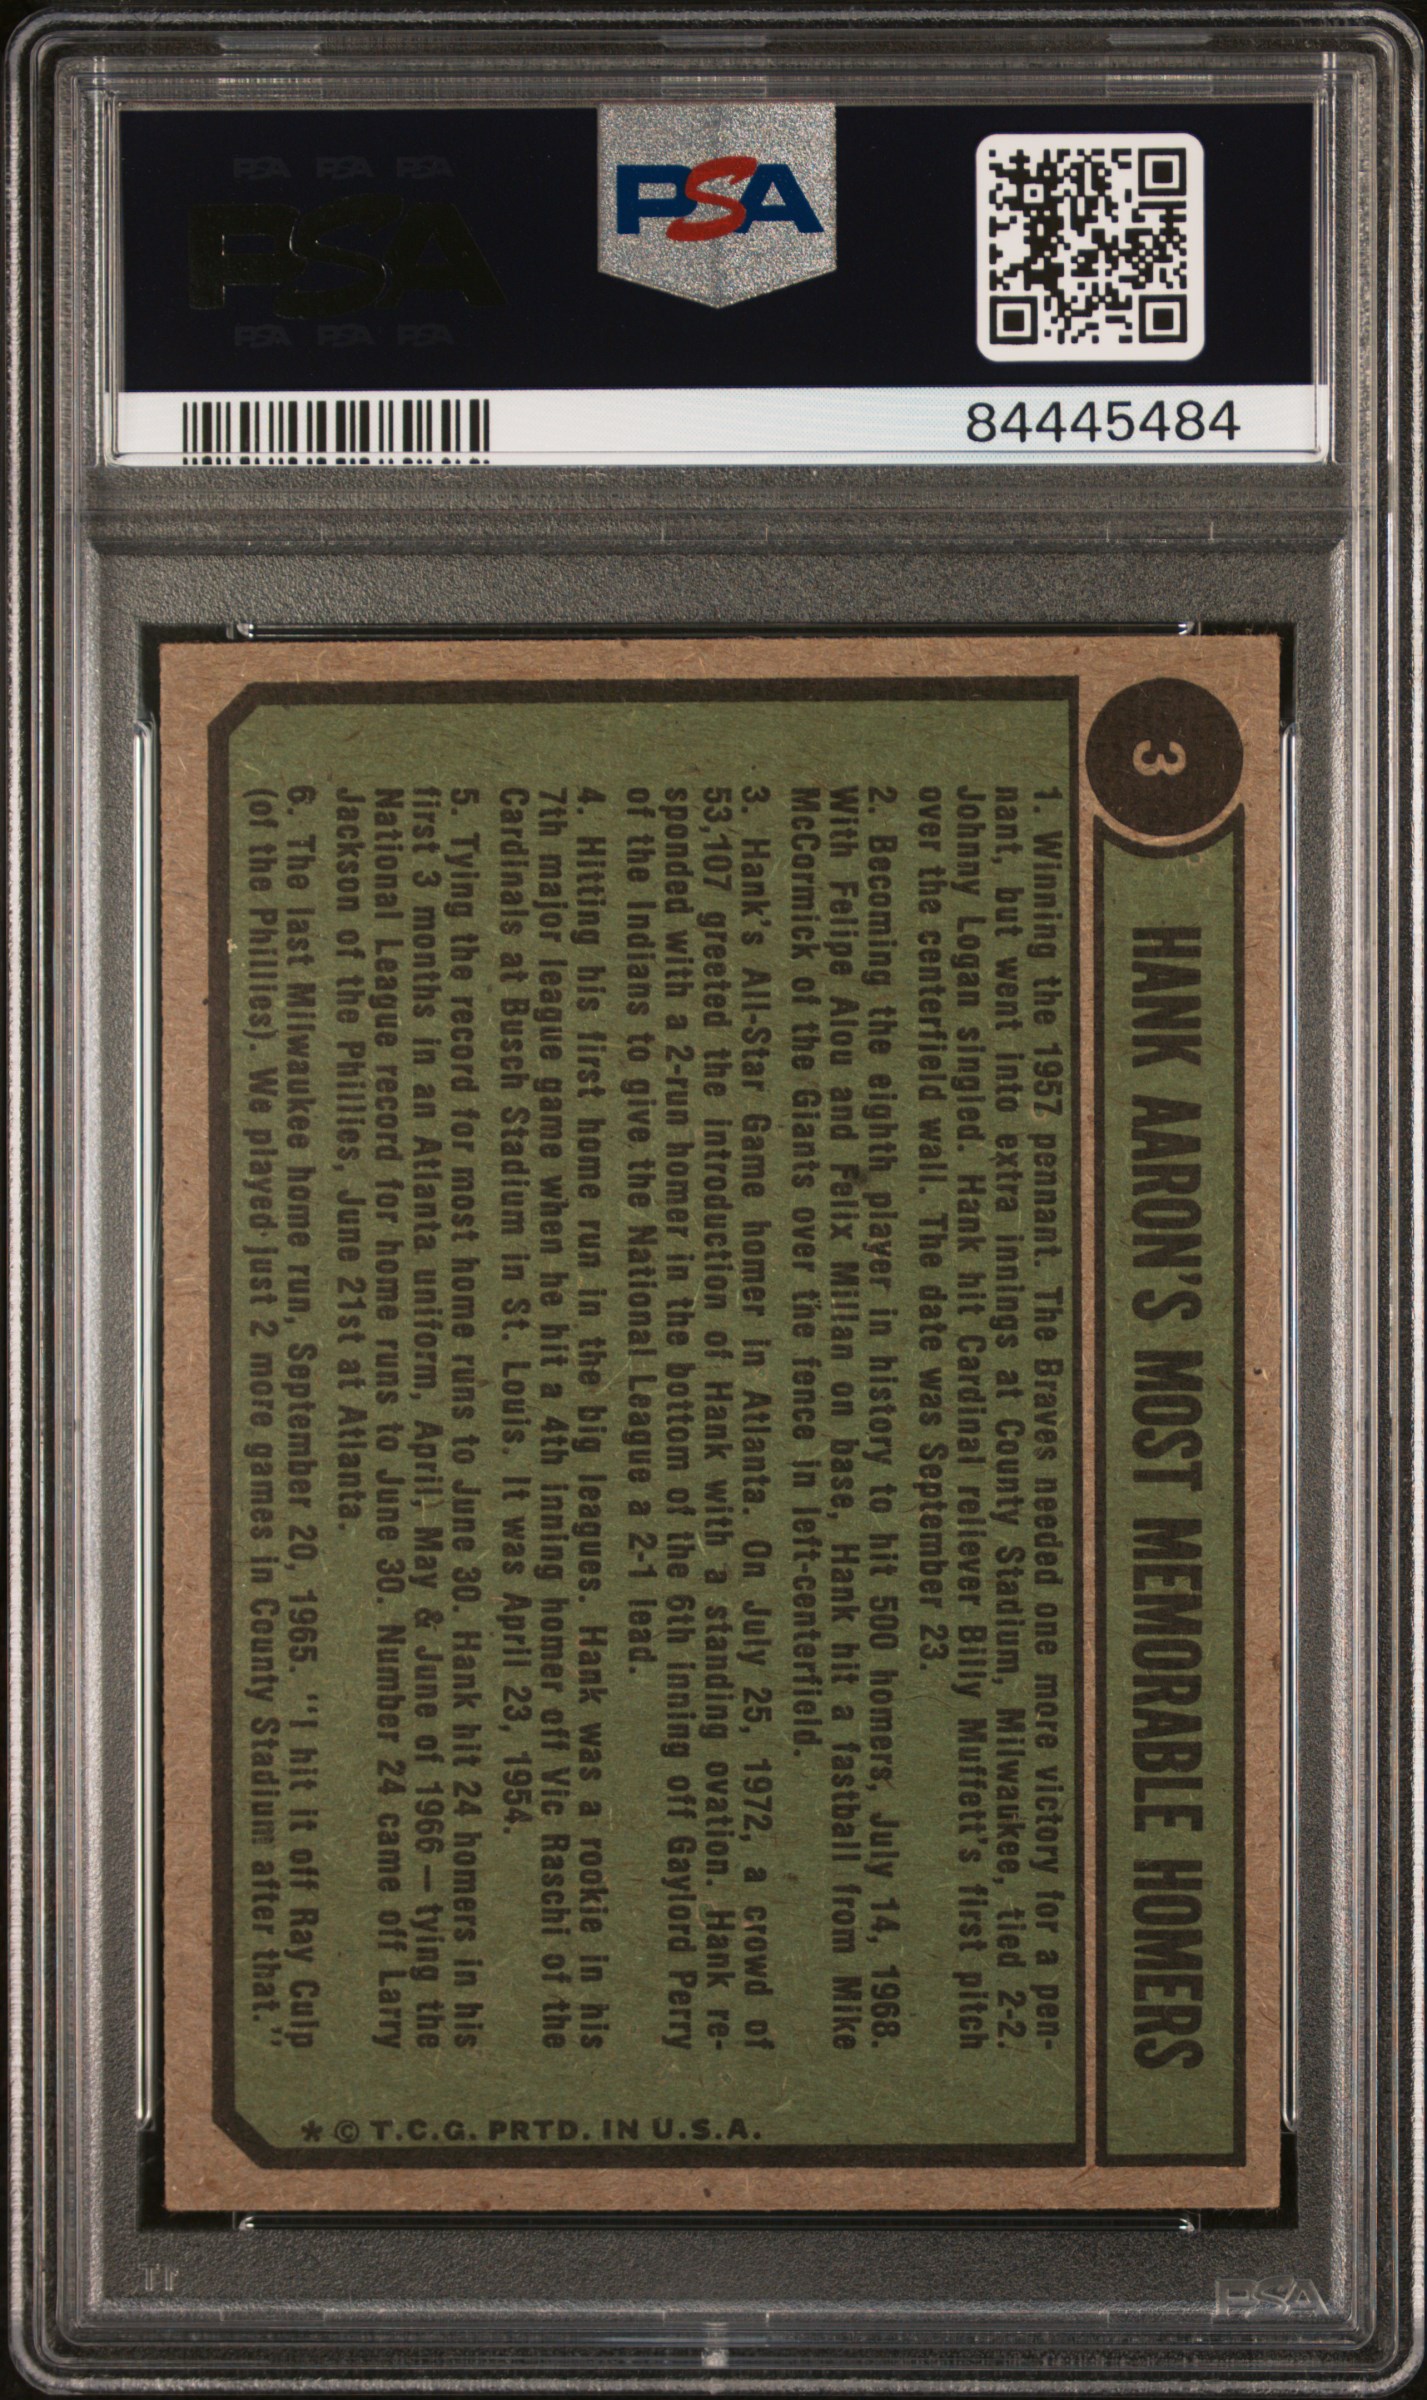 PSA PSA PSA
PSA
PSA PSA PSA
PSA
84445484
3
HANK AARON'S MOST MEMORABLE HOMERS
1. Winning the 1957 pennant. The Braves needed one more victory for a pen-
nant, but went into extra innings at County Stadium, Milwaukee, tied 2-2.
Johnny Logan singled. Hank hit Cardinal reliever Billy Muffett's first pitch
over the centerfield wall. The date was September 23.
2. Becoming the eighth player in history to hit 500 homers, July 14, 1968.
With Felipe Alou and Felix Millan on base, Hank hit a fastball from Mike
McCormick of the Giants over the fence in left-centerfield.
3. Hank's All-Star Game homer in Atlanta. On July 25, 1972, a crowd of
53,107 greeted the introduction of Hank with a standing ovation. Hank re-
sponded with a 2-run homer in the bottom of the 6th inning off Gaylord Perry
of the Indians to give the National League a 2-1 lead.
4. Hitting his first home run in the big leagues. Hank was a rookie in his
7th major league game when he hit a 4th inning homer off Vic Raschi of the
Cardinals at Busch Stadium in St. Louis. It was April 23, 1954.
5. Tying the record for most home runs to June 30. Hank hit 24 homers in his
first 3 months in an Atlanta uniform, April, May & June of 1966 — tying the
National League record for home runs to June 30. Number 24 came off Larry
Jackson of the Phillies, June 21st at Atlanta.
6. The last Milwaukee home run, September 20, 1965. "I hit it off Ray Culp
(of the Phillies). We played just 2 more games in County Stadium after that."
* © T.C.G. PRTD. IN U.S.A.
PSA